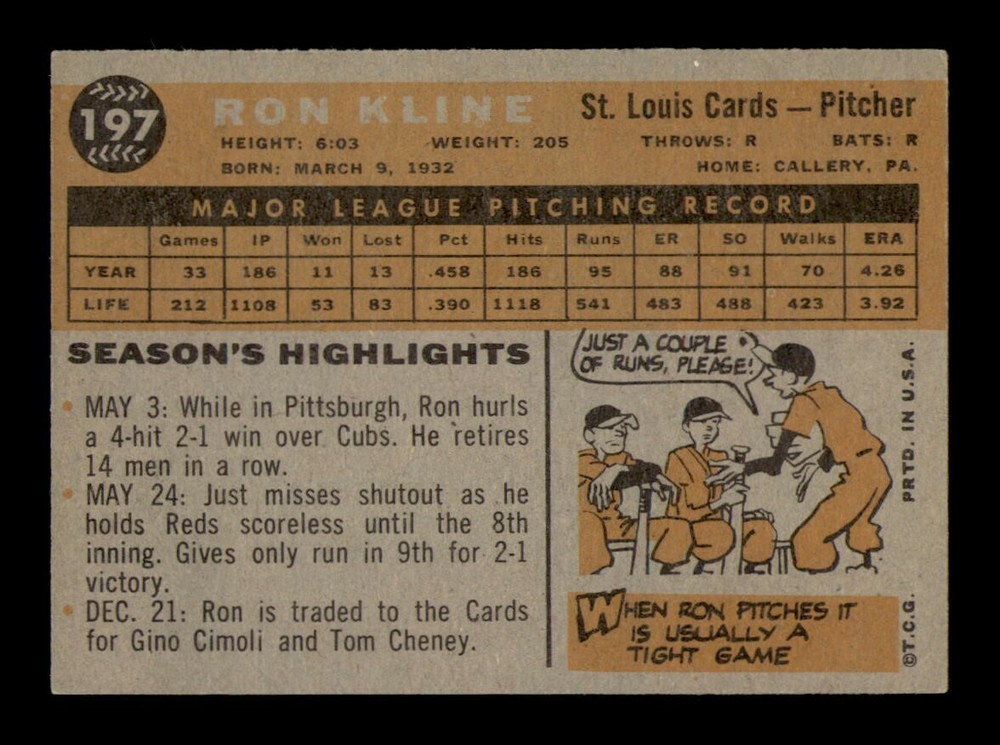 197
RON KLINE
St. Louis Cards — Pitcher
HEIGHT: 6:03 WEIGHT: 205 THROWS: R BATS: R
BORN: MARCH 9, 1932 HOME: CALLERY, PA.
MAJOR LEAGUE PITCHING RECORD
Games IP Won Lost Pct Hits Runs ER SO Walks ERA
YEAR 33 186 11 13 .458 186 95 88 91 70 4.26
LIFE 212 1108 53 83 .390 1118 541 483 488 423 3.92
SEASON'S HIGHLIGHTS
• MAY 3: While in Pittsburgh, Ron hurls
a 4-hit 2-1 win over Cubs. He retires
14 men in a row.
• MAY 24: Just misses shutout as he
holds Reds scoreless until the 8th
inning. Gives only run in 9th for 2-1
victory.
• DEC. 21: Ron is traded to the Cards
for Gino Cimoli and Tom Cheney.
JUST A COUPLE
OF RUNS, PLEASE!
WHEN RON PITCHES IT
IS USUALLY A
TIGHT GAME
©T.C.G. PRTD. IN U.S.A.